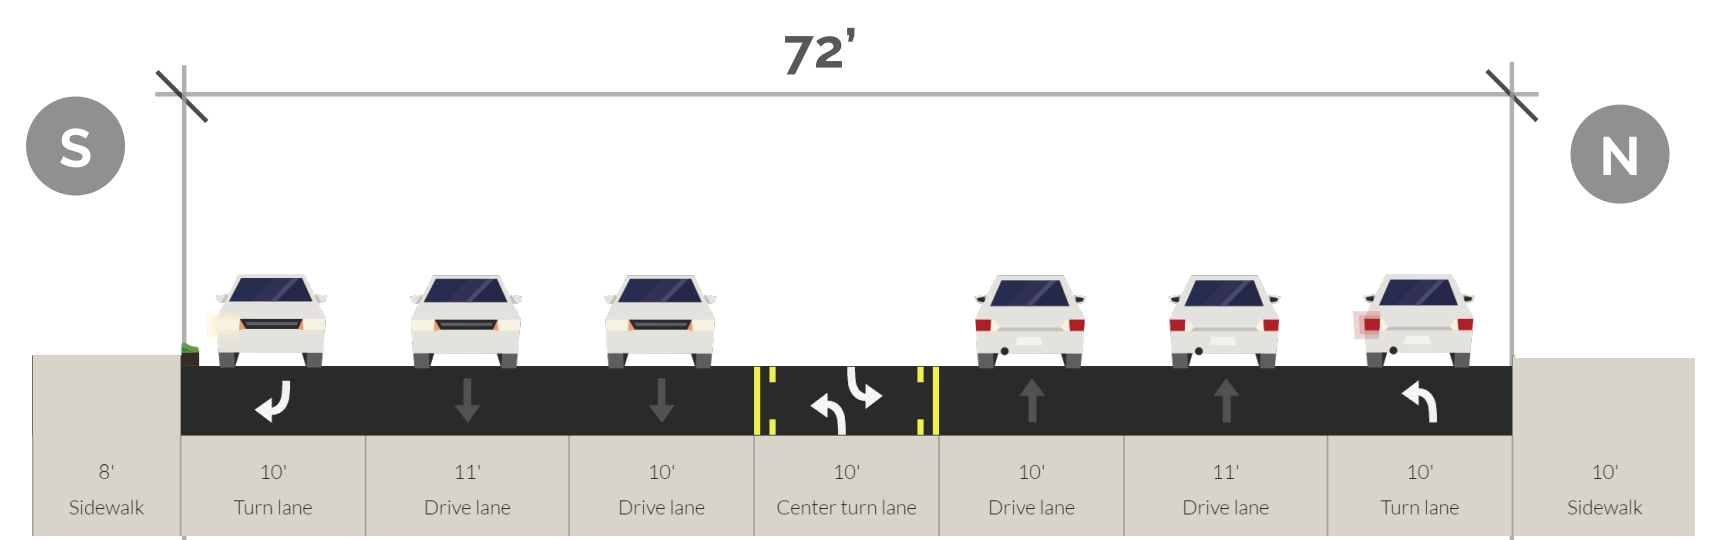 72’
S
N
8'
Sidewalk
10'
Turn lane
11'
Drive lane
10'
Drive lane
10'
Center turn lane
10'
Drive lane
11'
Drive lane
10'
Turn lane
10'
Sidewalk